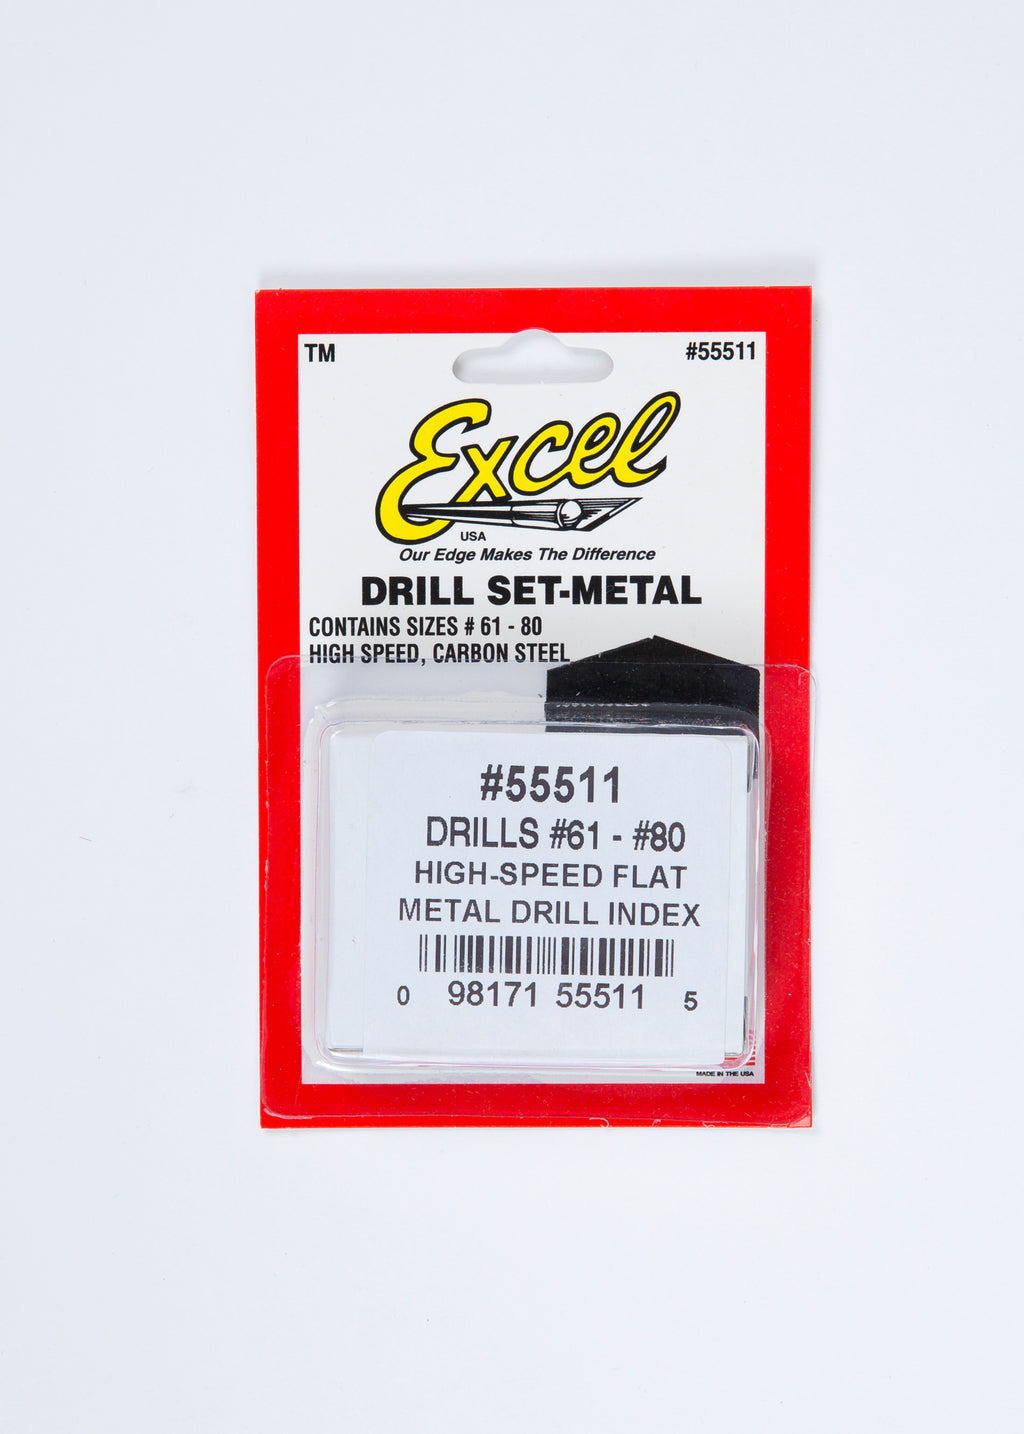 TM
#55511
Excel
USA
Our Edge Makes The Difference
DRILL SET-METAL
CONTAINS SIZES # 61 - 80
HIGH SPEED, CARBON STEEL
#55511
DRILLS #61 - #80
HIGH-SPEED FLAT
METAL DRILL INDEX
0 98171 55511 5
MADE IN THE USA